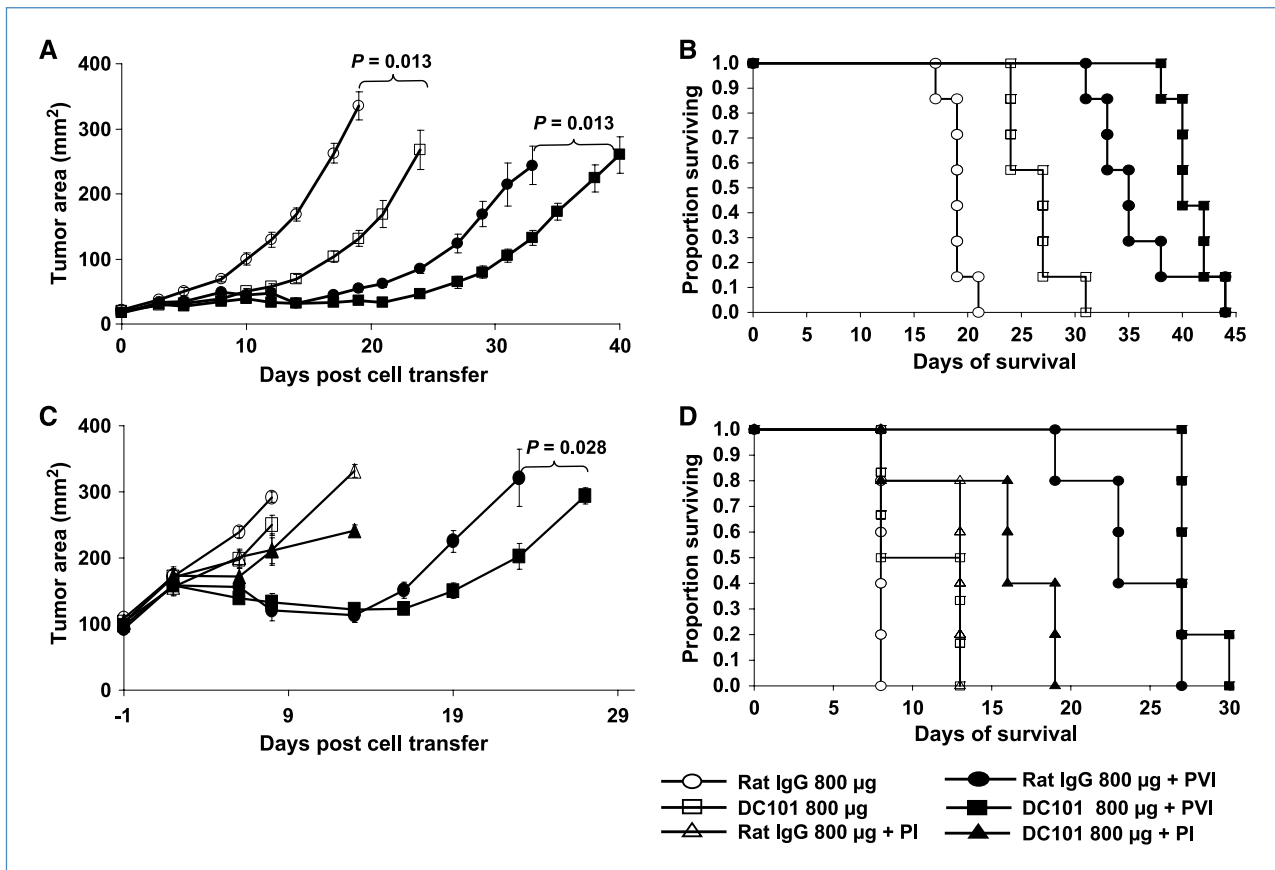 A
400
300
200
100
0
Tumor area (mm2)
P = 0.013
P = 0.013
0 10 20 30 40
Days post cell transfer
B
1.0
0.9
0.8
0.7
0.6
0.5
0.4
0.3
0.2
0.1
0.0
Proportion surviving
0 5 10 15 20 25 30 35 40 45
Days of survival
C
400
300
200
100
0
Tumor area (mm2)
P = 0.028
-1 9 19 29
Days post cell transfer
D
1.0
0.9
0.8
0.7
0.6
0.5
0.4
0.3
0.2
0.1
0.0
Proportion surviving
0 5 10 15 20 25 30
Days of survival
Rat IgG 800 µg
DC101 800 µg
Rat IgG 800 µg + PI
Rat IgG 800 µg + PVI
DC101 800 µg + PVI
DC101 800 µg + PI